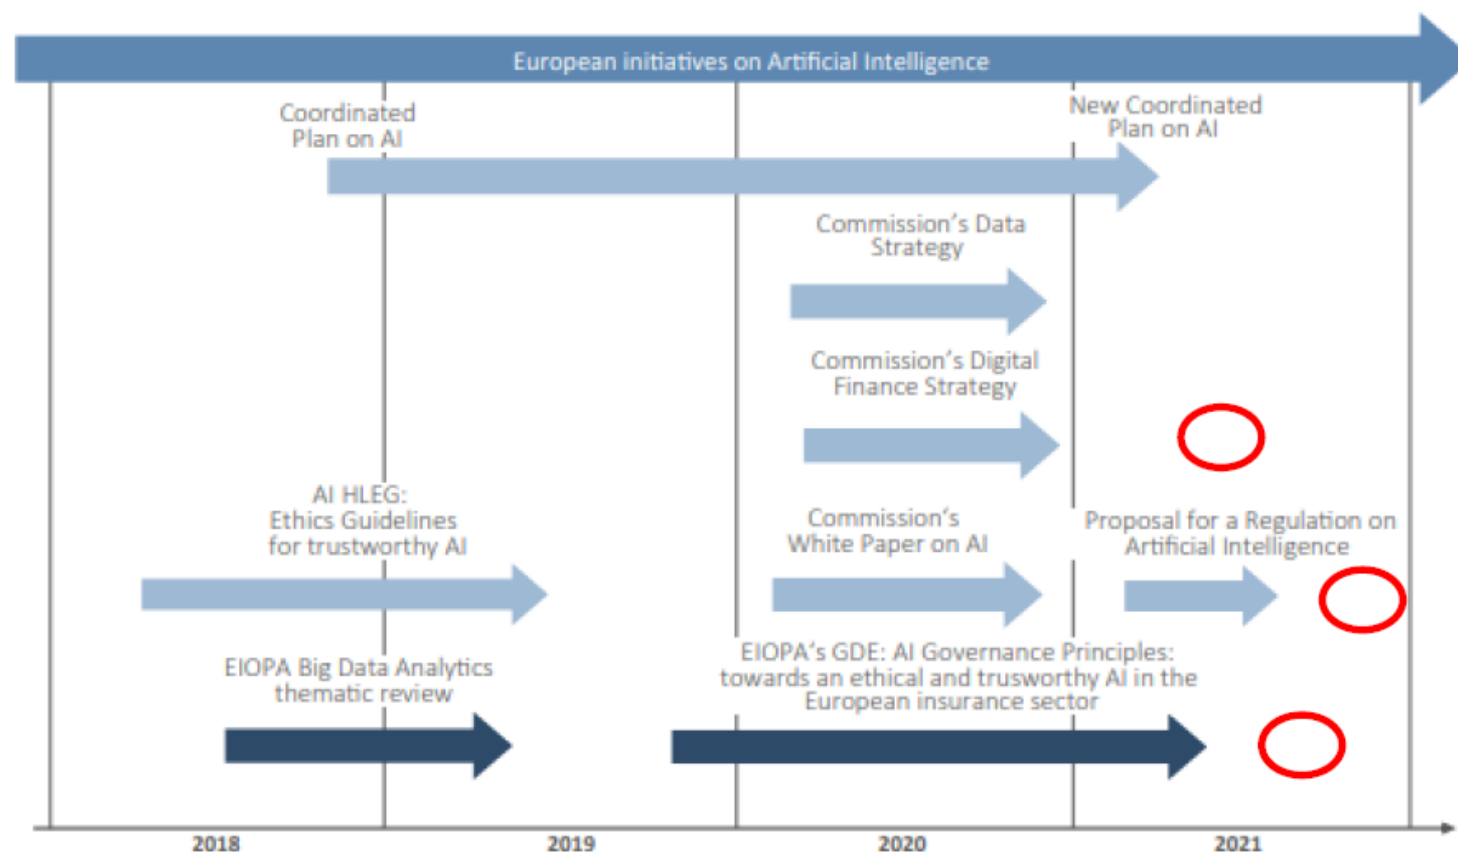 European initiatives on Artificial Intelligence
Coordinated
Plan on AI
New Coordinated
Plan on AI
Commission's Data
Strategy
Commission's Digital
Finance Strategy
AI HLEG:
Ethics Guidelines
for trustworthy AI
Commission's
White Paper on AI
Proposal for a Regulation on
Artificial Intelligence
EIOPA Big Data Analytics
thematic review
EIOPA's GDE: AI Governance Principles:
towards an ethical and trusworthy AI in the
European insurance sector
2018
2019
2020
2021